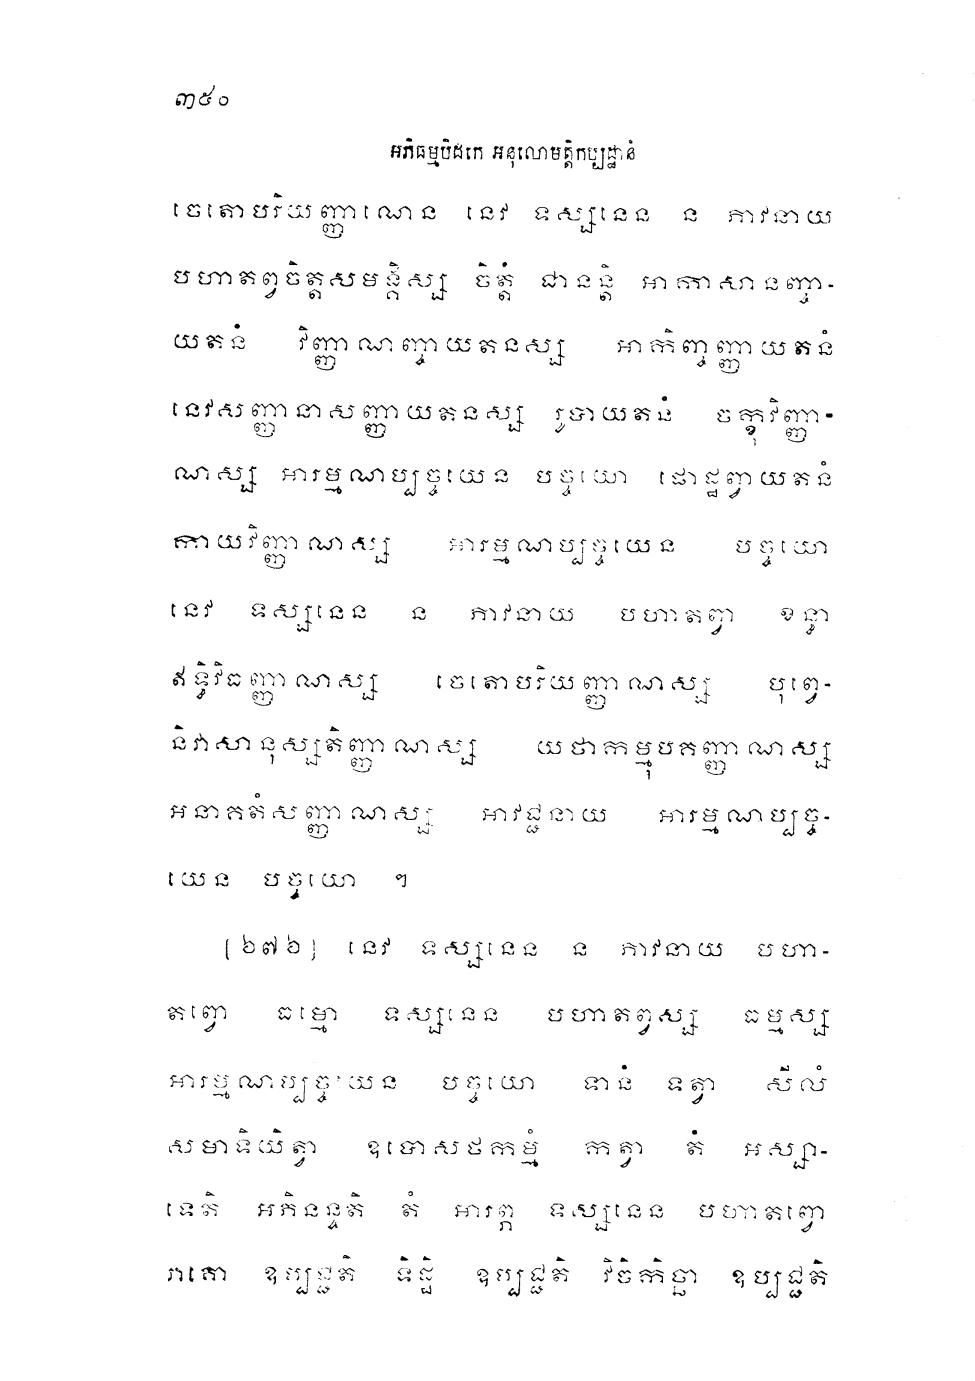 ៣៥០
អភិធម្មបិដកេ អនុលោមត្តិកប្បដ្ឋានំ
ចេតោបរិយញ្ញាណេន នេវ ទស្សនេន ន ភាវនាយ
បហាតព្វចិត្តសមង្គិស្ស ចិត្តំ ជានន្តិ អាកាសានញ្ចា-
យតនំ វិញ្ញាណញ្ចាយតនស្ស អាកិញ្ចញ្ញាយតនំ
នេវសញ្ញានាសញ្ញាយតនស្ស រូបាយតនំ ចក្ខុវិញ្ញា-
ណស្ស អារម្មណប្បច្ចយេន បច្ចយោ ផោដ្ឋព្វាយតនំ
កាយវិញ្ញាណស្ស អារម្មណប្បច្ចយេន បច្ចយោ
នេវ ទស្សនេន ន ភាវនាយ បហាតព្វា ខន្ធា
ឥទ្ធិវិធញ្ញាណស្ស ចេតោបរិយញ្ញាណស្ស បុព្វេ-
និវាសានុស្សតិញ្ញាណស្ស យថាកម្មុបគញ្ញាណស្ស
អនាគតំសញ្ញាណស្ស អាវជ្ជនាយ អារម្មណប្បច្ច-
យេន បច្ចយោ ។
[២៧៦] នេវ ទស្សនេន ន ភាវនាយ បហា-
តព្វោ ធម្មោ ទស្សនេន បហាតព្វស្ស ធម្មស្ស
អារម្មណប្បច្ចយេន បច្ចយោ ទានំ ទត្វា សីលំ
សមាទិយិត្វា ឧបោសថកម្មំ កត្វា តំ អស្សា-
ទេតិ អភិនន្ទតិ តំ អារព្ភ ទស្សនេន បហាតព្វោ
រាគោ ឧប្បជ្ជតិ ទិដ្ឋិ ឧប្បជ្ជតិ វិចិកិច្ឆា ឧប្បជ្ជតិ